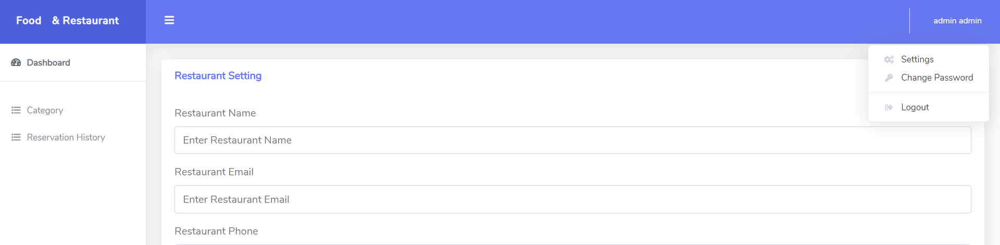 Food & Restaurant
admin admin
Dashboard
Category
Reservation History
Settings
Change Password
Logout
Restaurant Setting
Restaurant Name
Enter Restaurant Name
Restaurant Email
Enter Restaurant Email
Restaurant Phone